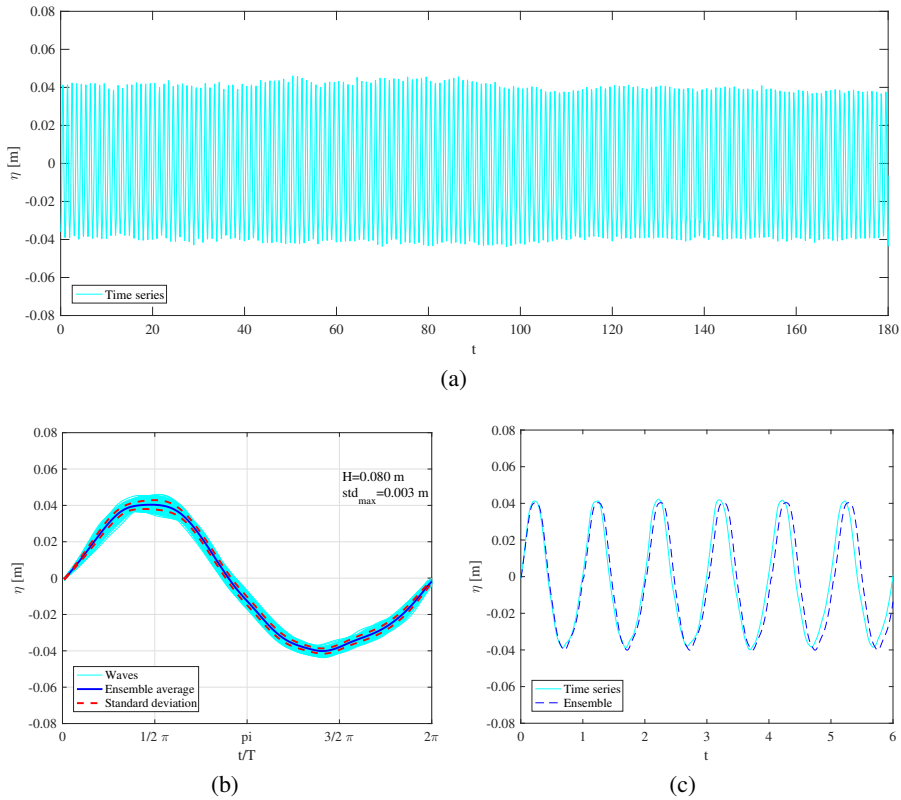 0.08
0.06
0.04
0.02
0
-0.02
-0.04
-0.06
-0.08
η [m]
Time series
0 20 40 60 80 100 120 140 160 180
t
(a)
0.08
0.06
0.04
0.02
0
-0.02
-0.04
-0.06
-0.08
η [m]
H=0.080 m
std_max=0.003 m
Waves
Ensemble average
Standard deviation
0 1/2 π pi 3/2 π 2π
t/T
(b)
0.08
0.06
0.04
0.02
0
-0.02
-0.04
-0.06
-0.08
η [m]
Time series
Ensemble
0 1 2 3 4 5 6
t
(c)